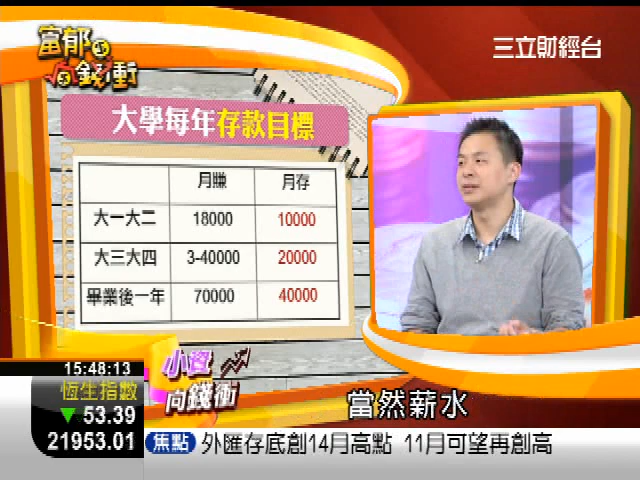 富郁
向錢衝
三立財經台
大學每年存款目標
月賺 月存
大一大二 18000 10000
大三大四 3-40000 20000
畢業後一年 70000 40000
小資
向錢衝
當然薪水
15:48:13
恆生指數
▼53.39
21953.01
焦點 外匯存底創14月高點 11月可望再創高